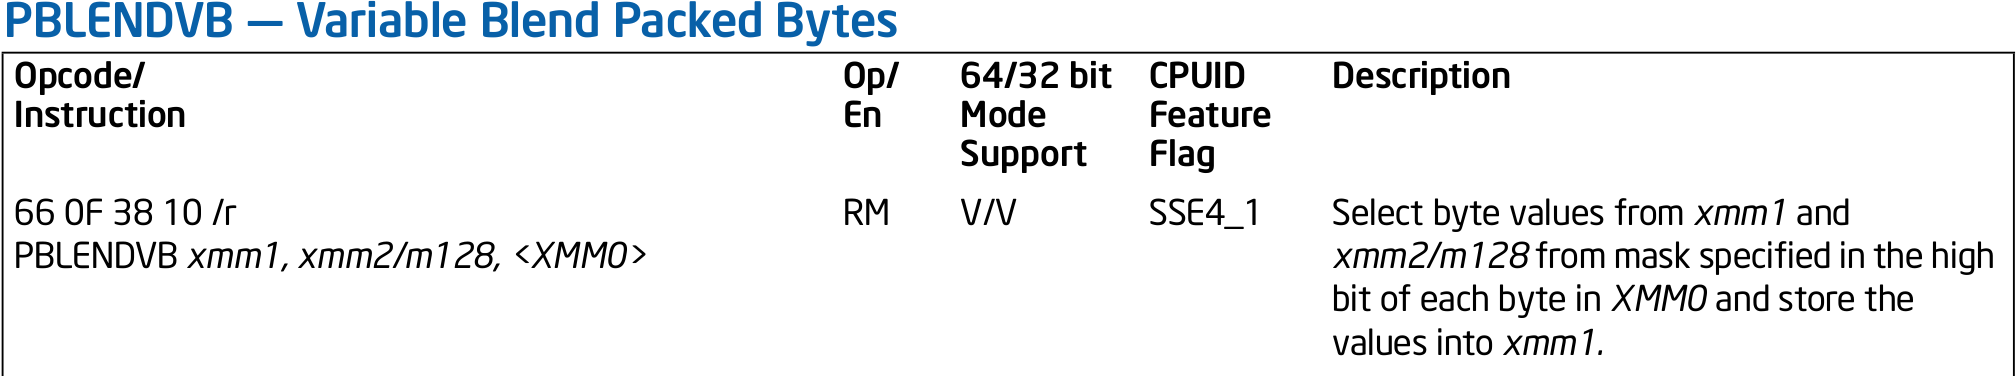 PBLENDVB — Variable Blend Packed Bytes
Opcode/
Instruction
Op/
En
64/32 bit
Mode
Support
CPUID
Feature
Flag
Description
66 0F 38 10 /r
PBLENDVB xmm1, xmm2/m128, <XMM0>
RM
V/V
SSE4_1
Select byte values from xmm1 and
xmm2/m128 from mask specified in the high
bit of each byte in XMM0 and store the
values into xmm1.